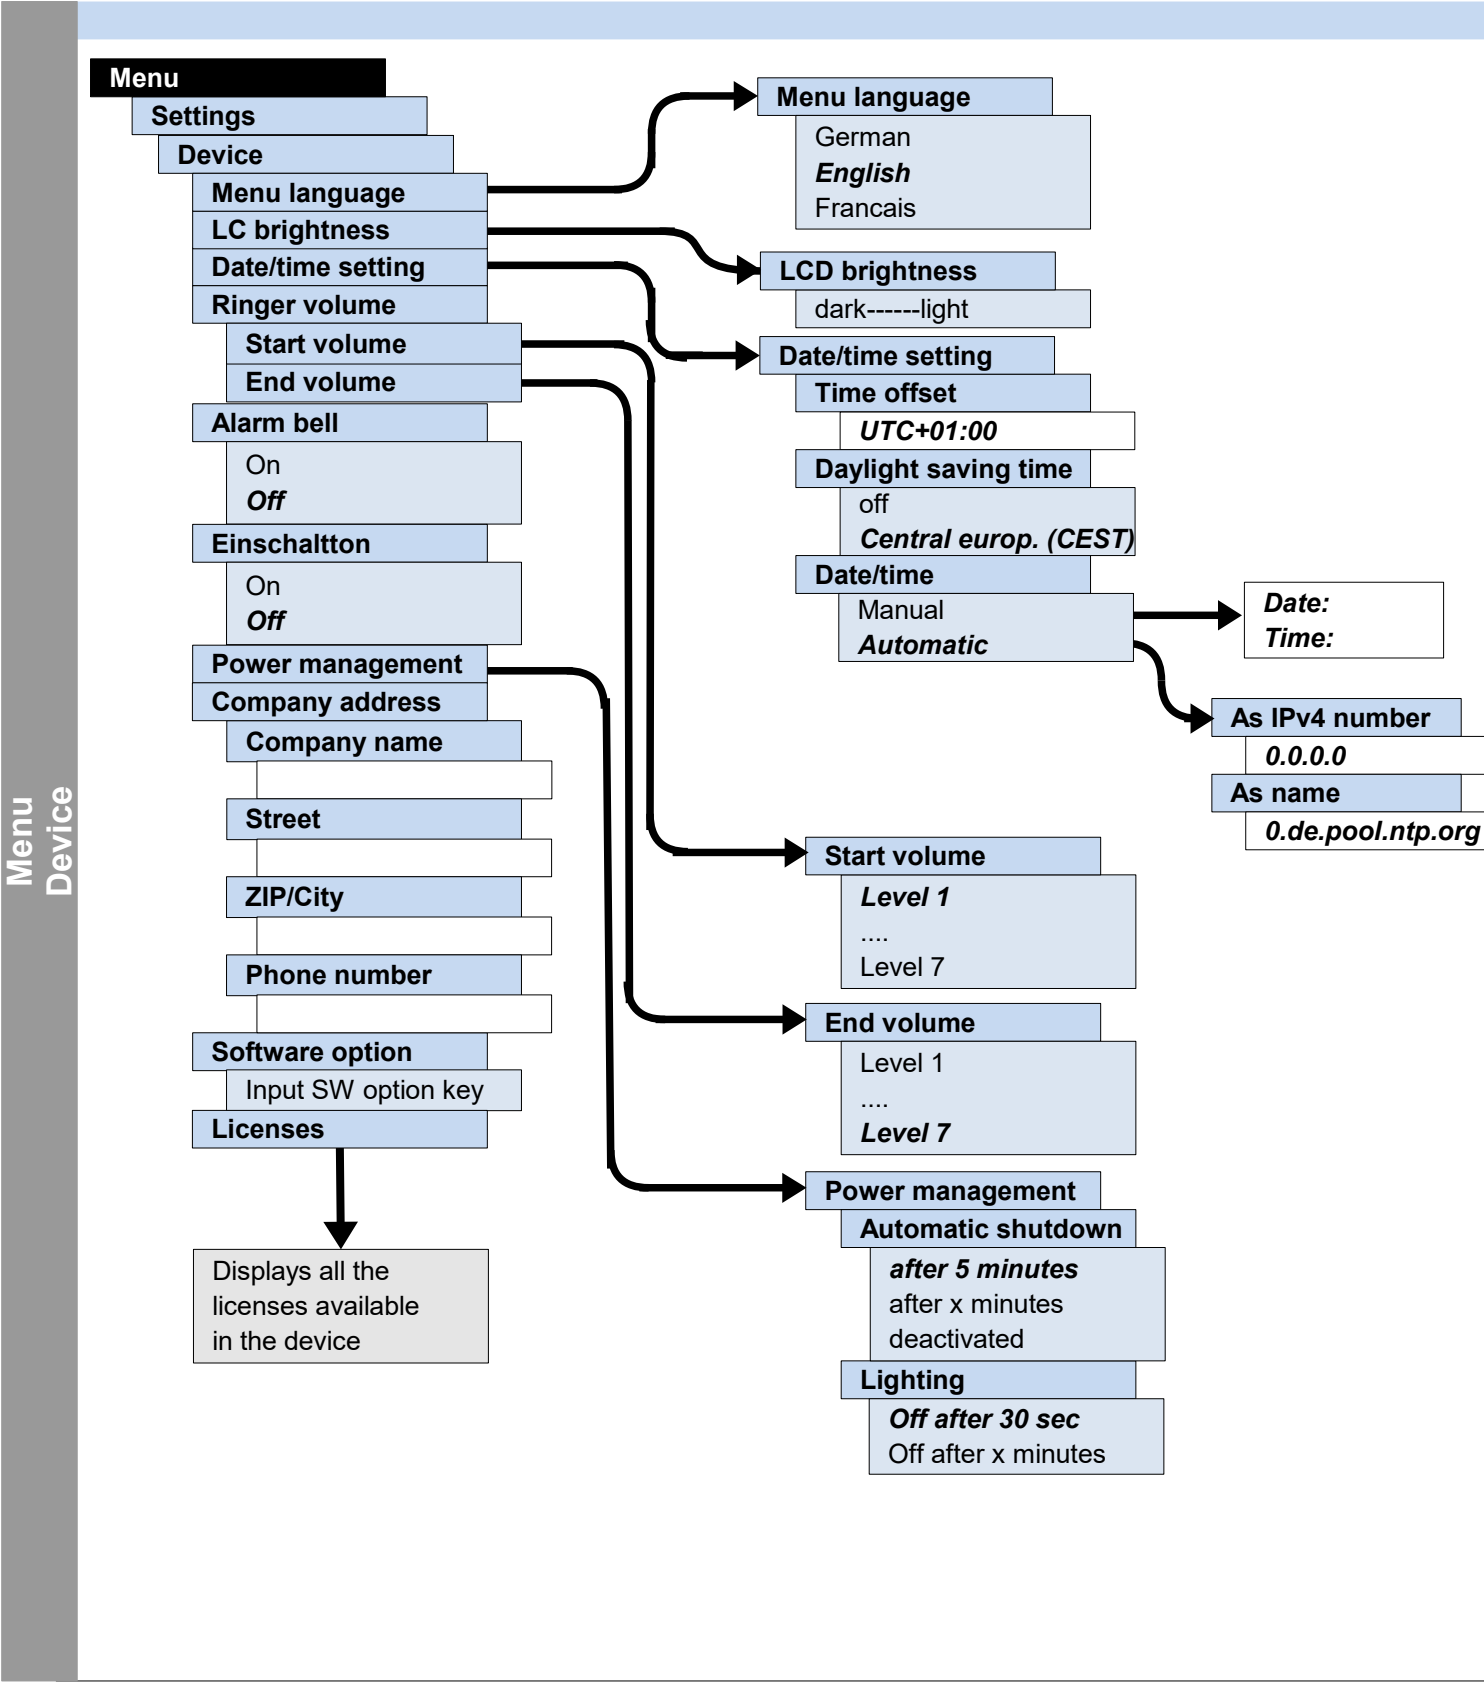 Menu
Device
Menu
Settings
Device
Menu language
LC brightness
Date/time setting
Ringer volume
Start volume
End volume
Alarm bell
On
Off
Einschaltton
On
Off
Power management
Company address
Company name
Street
ZIP/City
Phone number
Software option
Input SW option key
Licenses
Displays all the
licenses available
in the device
Menu language
German
English
Francais
LCD brightness
dark------light
Date/time setting
Time offset
UTC+01:00
Daylight saving time
off
Central europ. (CEST)
Date/time
Manual
Automatic
Date:
Time:
As IPv4 number
0.0.0.0
As name
0.de.pool.ntp.org
Start volume
Level 1
....
Level 7
End volume
Level 1
....
Level 7
Power management
Automatic shutdown
after 5 minutes
after x minutes
deactivated
Lighting
Off after 30 sec
Off after x minutes